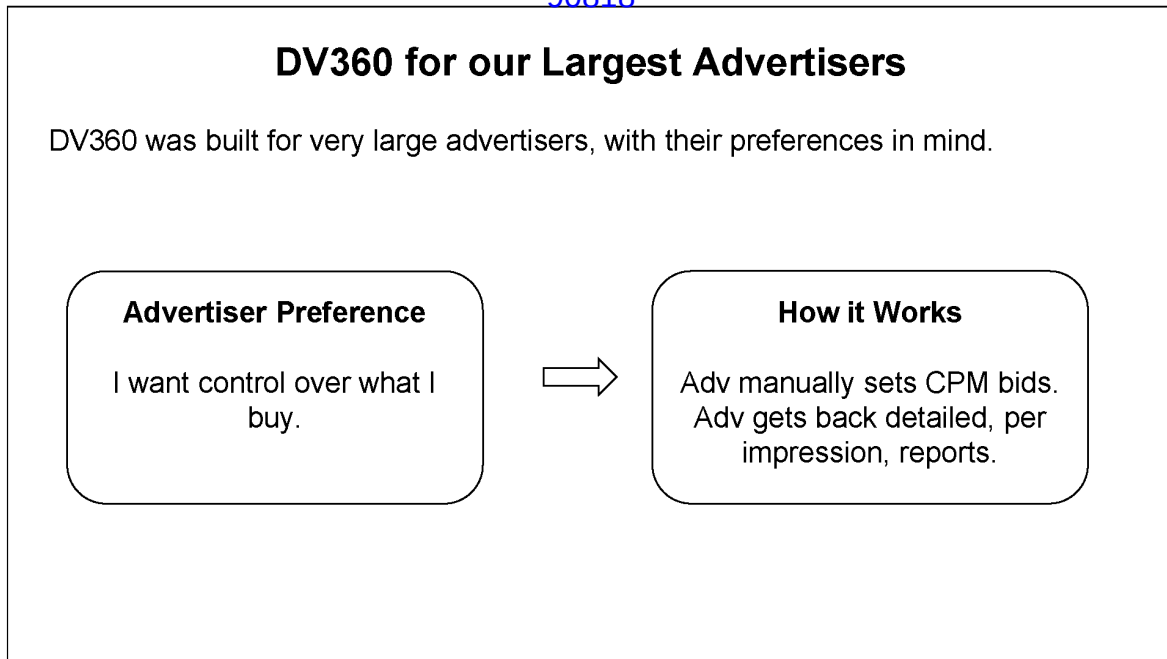 90818
DV360 for our Largest Advertisers
DV360 was built for very large advertisers, with their preferences in mind.
Advertiser Preference
I want control over what I
buy.
How it Works
Adv manually sets CPM bids.
Adv gets back detailed, per
impression, reports.